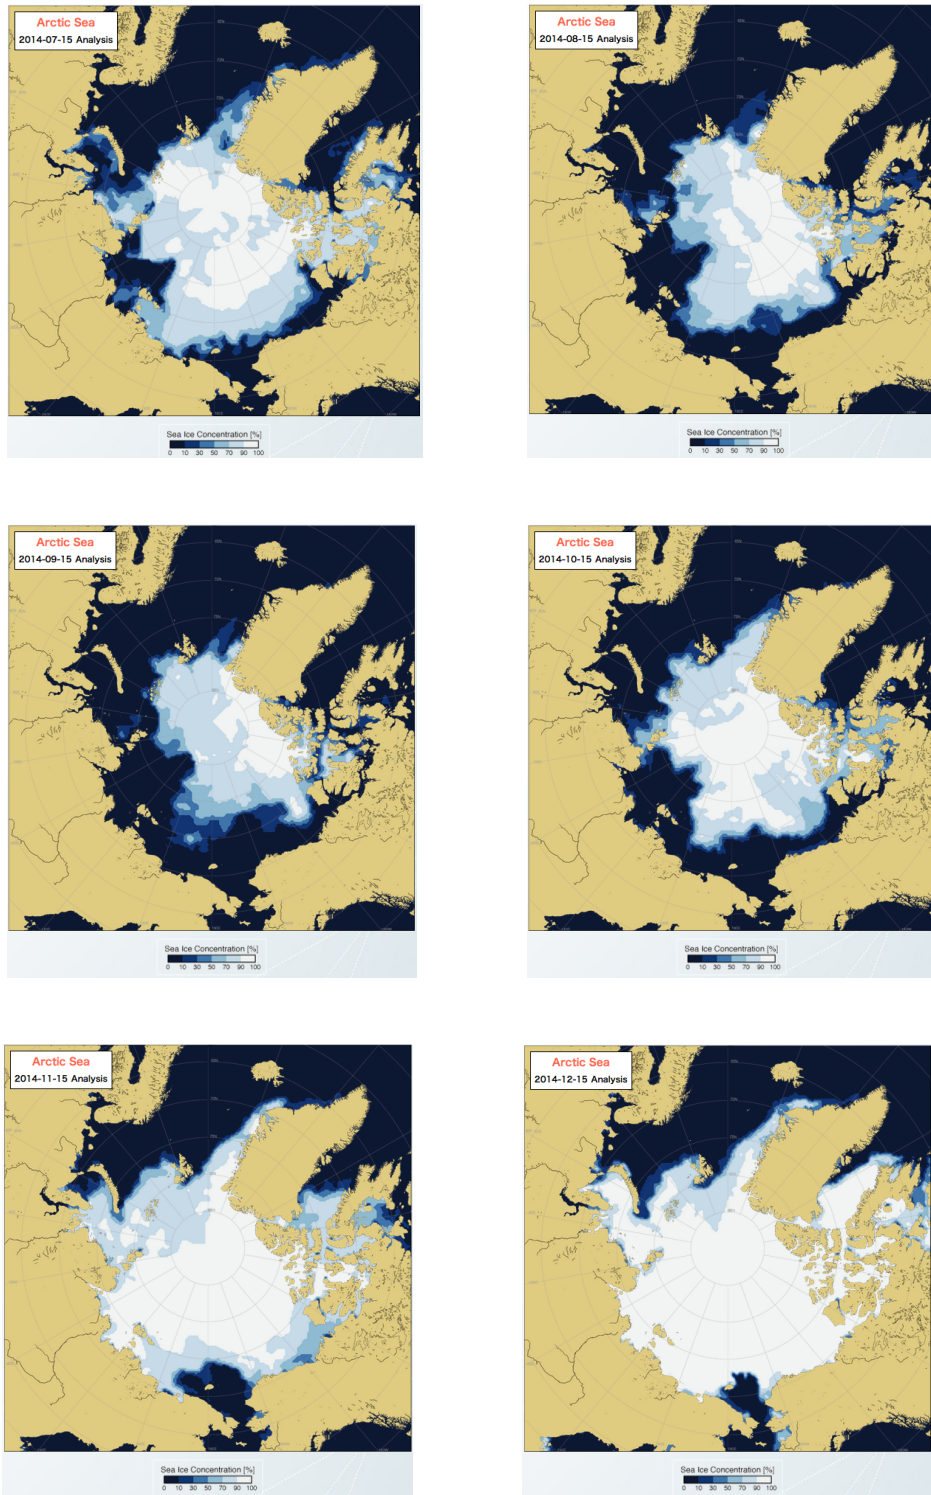 Arctic Sea
2014-07-15 Analysis
Sea Ice Concentration [%]
0 10 30 50 70 90 100
Arctic Sea
2014-08-15 Analysis
Sea Ice Concentration [%]
0 10 30 50 70 90 100
Arctic Sea
2014-09-15 Analysis
Sea Ice Concentration [%]
0 10 30 50 70 90 100
Arctic Sea
2014-10-15 Analysis
Sea Ice Concentration [%]
0 10 30 50 70 90 100
Arctic Sea
2014-11-15 Analysis
Sea Ice Concentration [%]
0 10 30 50 70 90 100
Arctic Sea
2014-12-15 Analysis
Sea Ice Concentration [%]
0 10 30 50 70 90 100